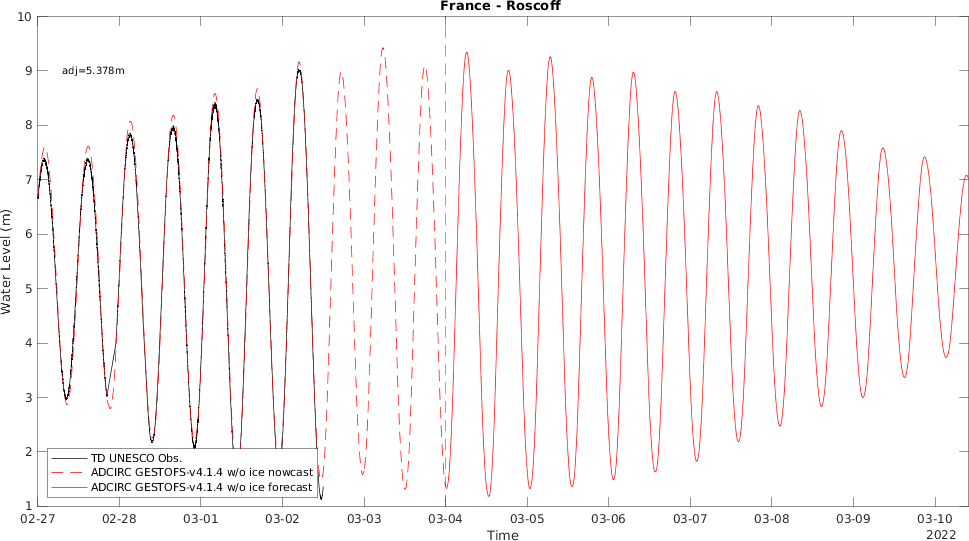 France - Roscoff
10
9
8
7
6
5
4
3
2
1
Water Level (m)
adj=5.378m
TD UNESCO Obs.
ADCIRC GESTOFS-v4.1.4 w/o ice nowcast
ADCIRC GESTOFS-v4.1.4 w/o ice forecast
02-27 02-28 03-01 03-02 03-03 03-04 03-05 03-06 03-07 03-08 03-09 03-10
Time
2022